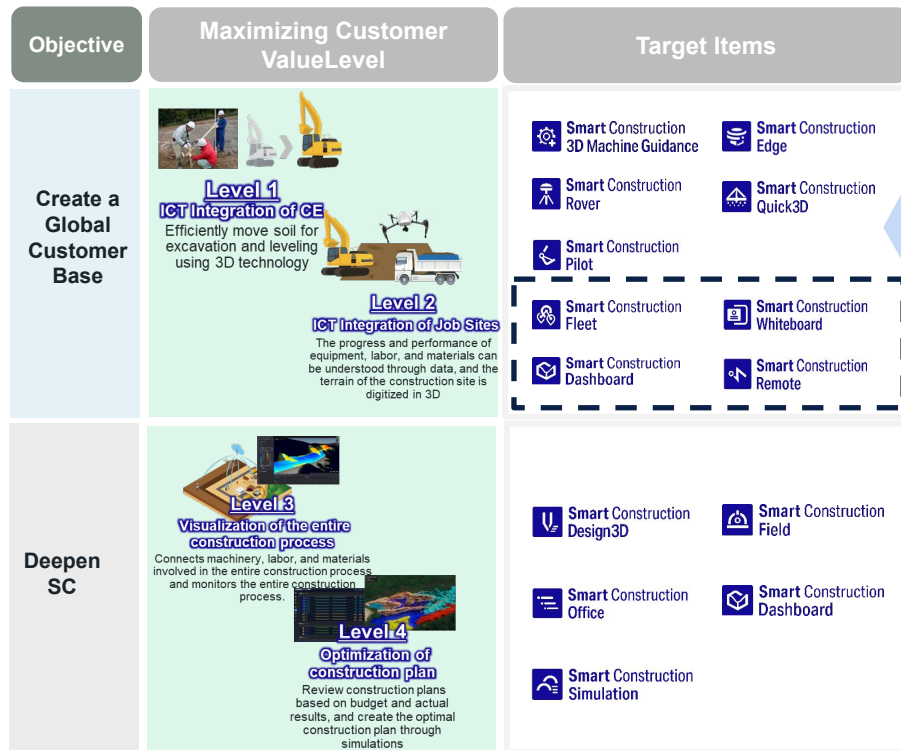 Objective
Maximizing Customer
ValueLevel
Target Items
Create a
Global
Customer
Base
Level 1
ICT Integration of CE
Efficiently move soil for
excavation and leveling
using 3D technology
Level 2
ICT Integration of Job Sites
The progress and performance of
equipment, labor, and materials can
be understood through data, and the
terrain of the construction site is
digitized in 3D
Smart Construction
3D Machine Guidance
Smart Construction
Edge
Smart Construction
Rover
Smart Construction
Quick3D
Smart Construction
Pilot
Smart Construction
Fleet
Smart Construction
Whiteboard
Smart Construction
Dashboard
Smart Construction
Remote
Deepen
SC
Level 3
Visualization of the entire
construction process
Connects machinery, labor, and materials
involved in the entire construction process
and monitors the entire construction
process.
Level 4
Optimization of
construction plan
Review construction plans
based on budget and actual
results, and create the optimal
construction plan through
simulations
Smart Construction
Design3D
Smart Construction
Field
Smart Construction
Office
Smart Construction
Dashboard
Smart Construction
Simulation